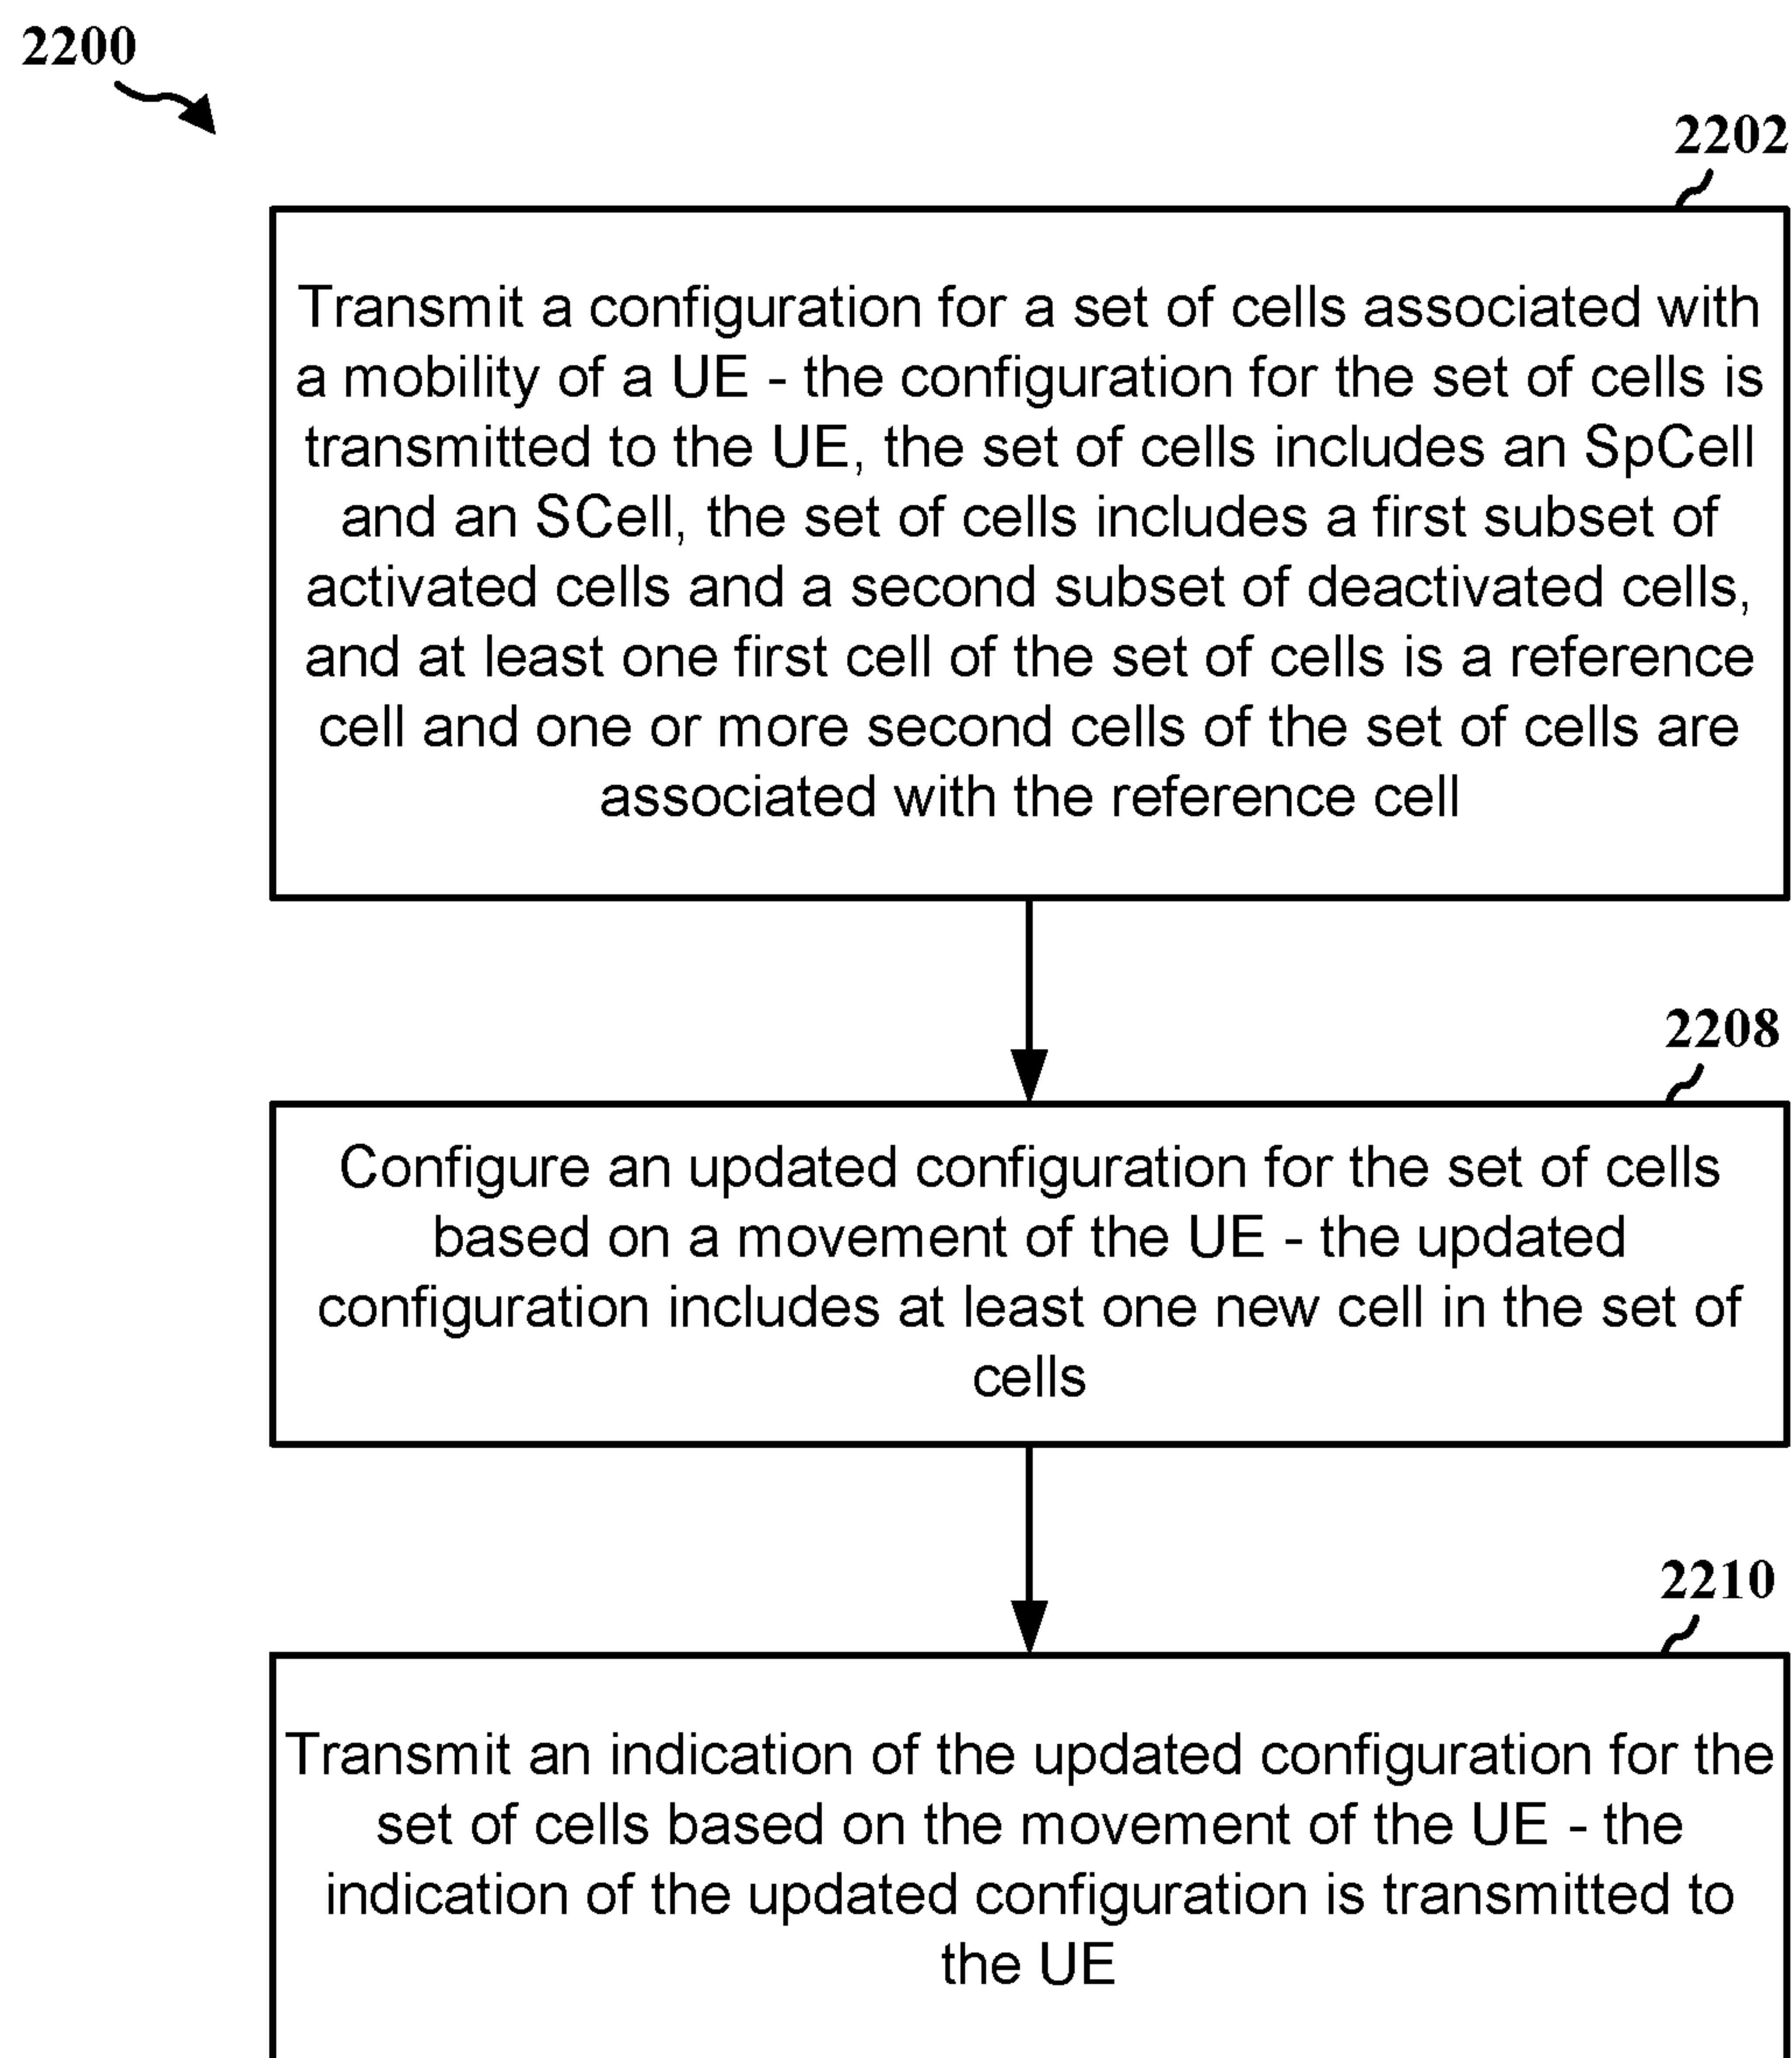 2200
2202
Transmit a configuration for a set of cells associated with
a mobility of a UE - the configuration for the set of cells is
transmitted to the UE, the set of cells includes an SpCell
and an SCell, the set of cells includes a first subset of
activated cells and a second subset of deactivated cells,
and at least one first cell of the set of cells is a reference
cell and one or more second cells of the set of cells are
associated with the reference cell
2208
Configure an updated configuration for the set of cells
based on a movement of the UE - the updated
configuration includes at least one new cell in the set of
cells
2210
Transmit an indication of the updated configuration for the
set of cells based on the movement of the UE - the
indication of the updated configuration is transmitted to
the UE